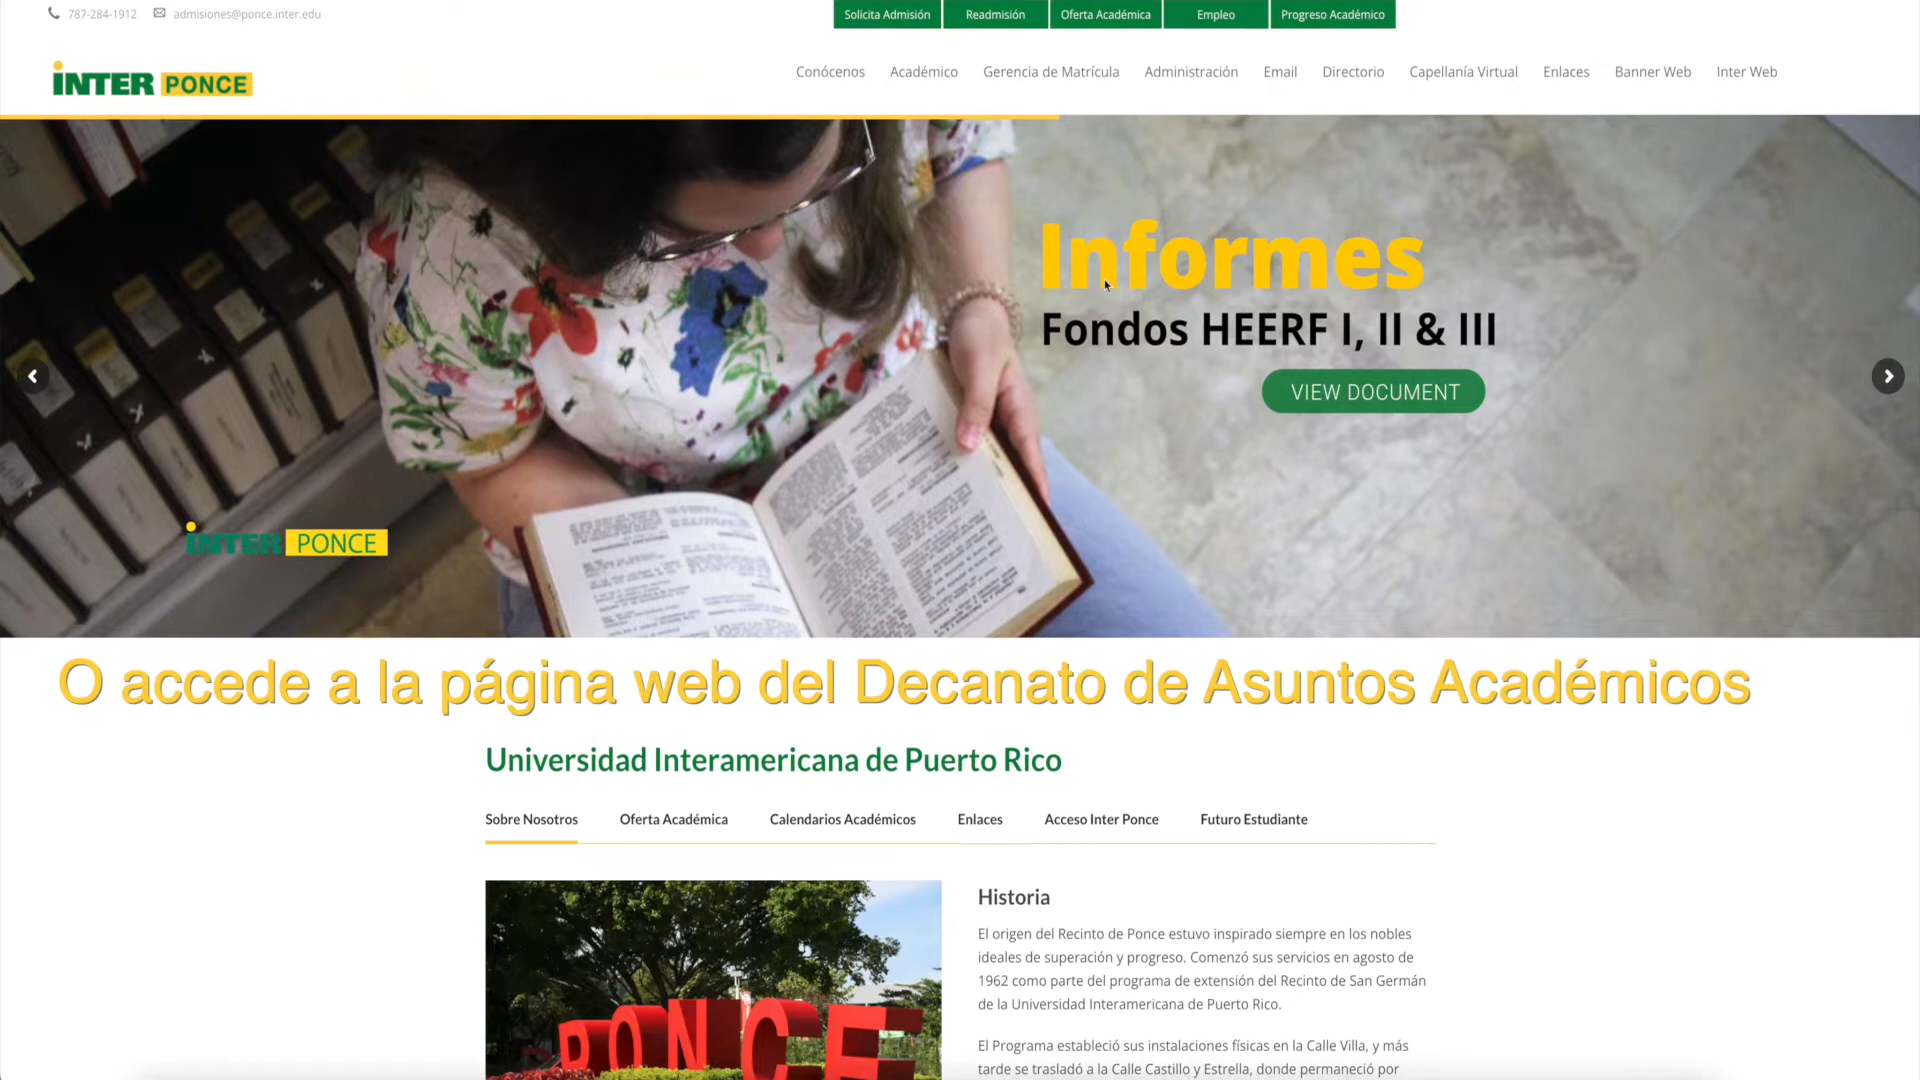 787-284-1912 admisiones@ponce.inter.edu
Solicita Admisión Readmisión Oferta Académica Empleo Progreso Académico
INTER PONCE
Conócenos Académico Gerencia de Matrícula Administración Email Directorio Capellanía Virtual Enlaces Banner Web Inter Web
Informes
Fondos HEERF I, II & III
VIEW DOCUMENT
INTER PONCE
O accede a la página web del Decanato de Asuntos Académicos
Universidad Interamericana de Puerto Rico
Sobre Nosotros Oferta Académica Calendarios Académicos Enlaces Acceso Inter Ponce Futuro Estudiante
PONCE
Historia
El origen del Recinto de Ponce estuvo inspirado siempre en los nobles
ideales de superación y progreso. Comenzó sus servicios en agosto de
1962 como parte del programa de extensión del Recinto de San Germán
de la Universidad Interamericana de Puerto Rico.
El Programa estableció sus instalaciones físicas en la Calle Villa, y más
tarde se trasladó a la Calle Castillo y Estrella, donde permaneció por